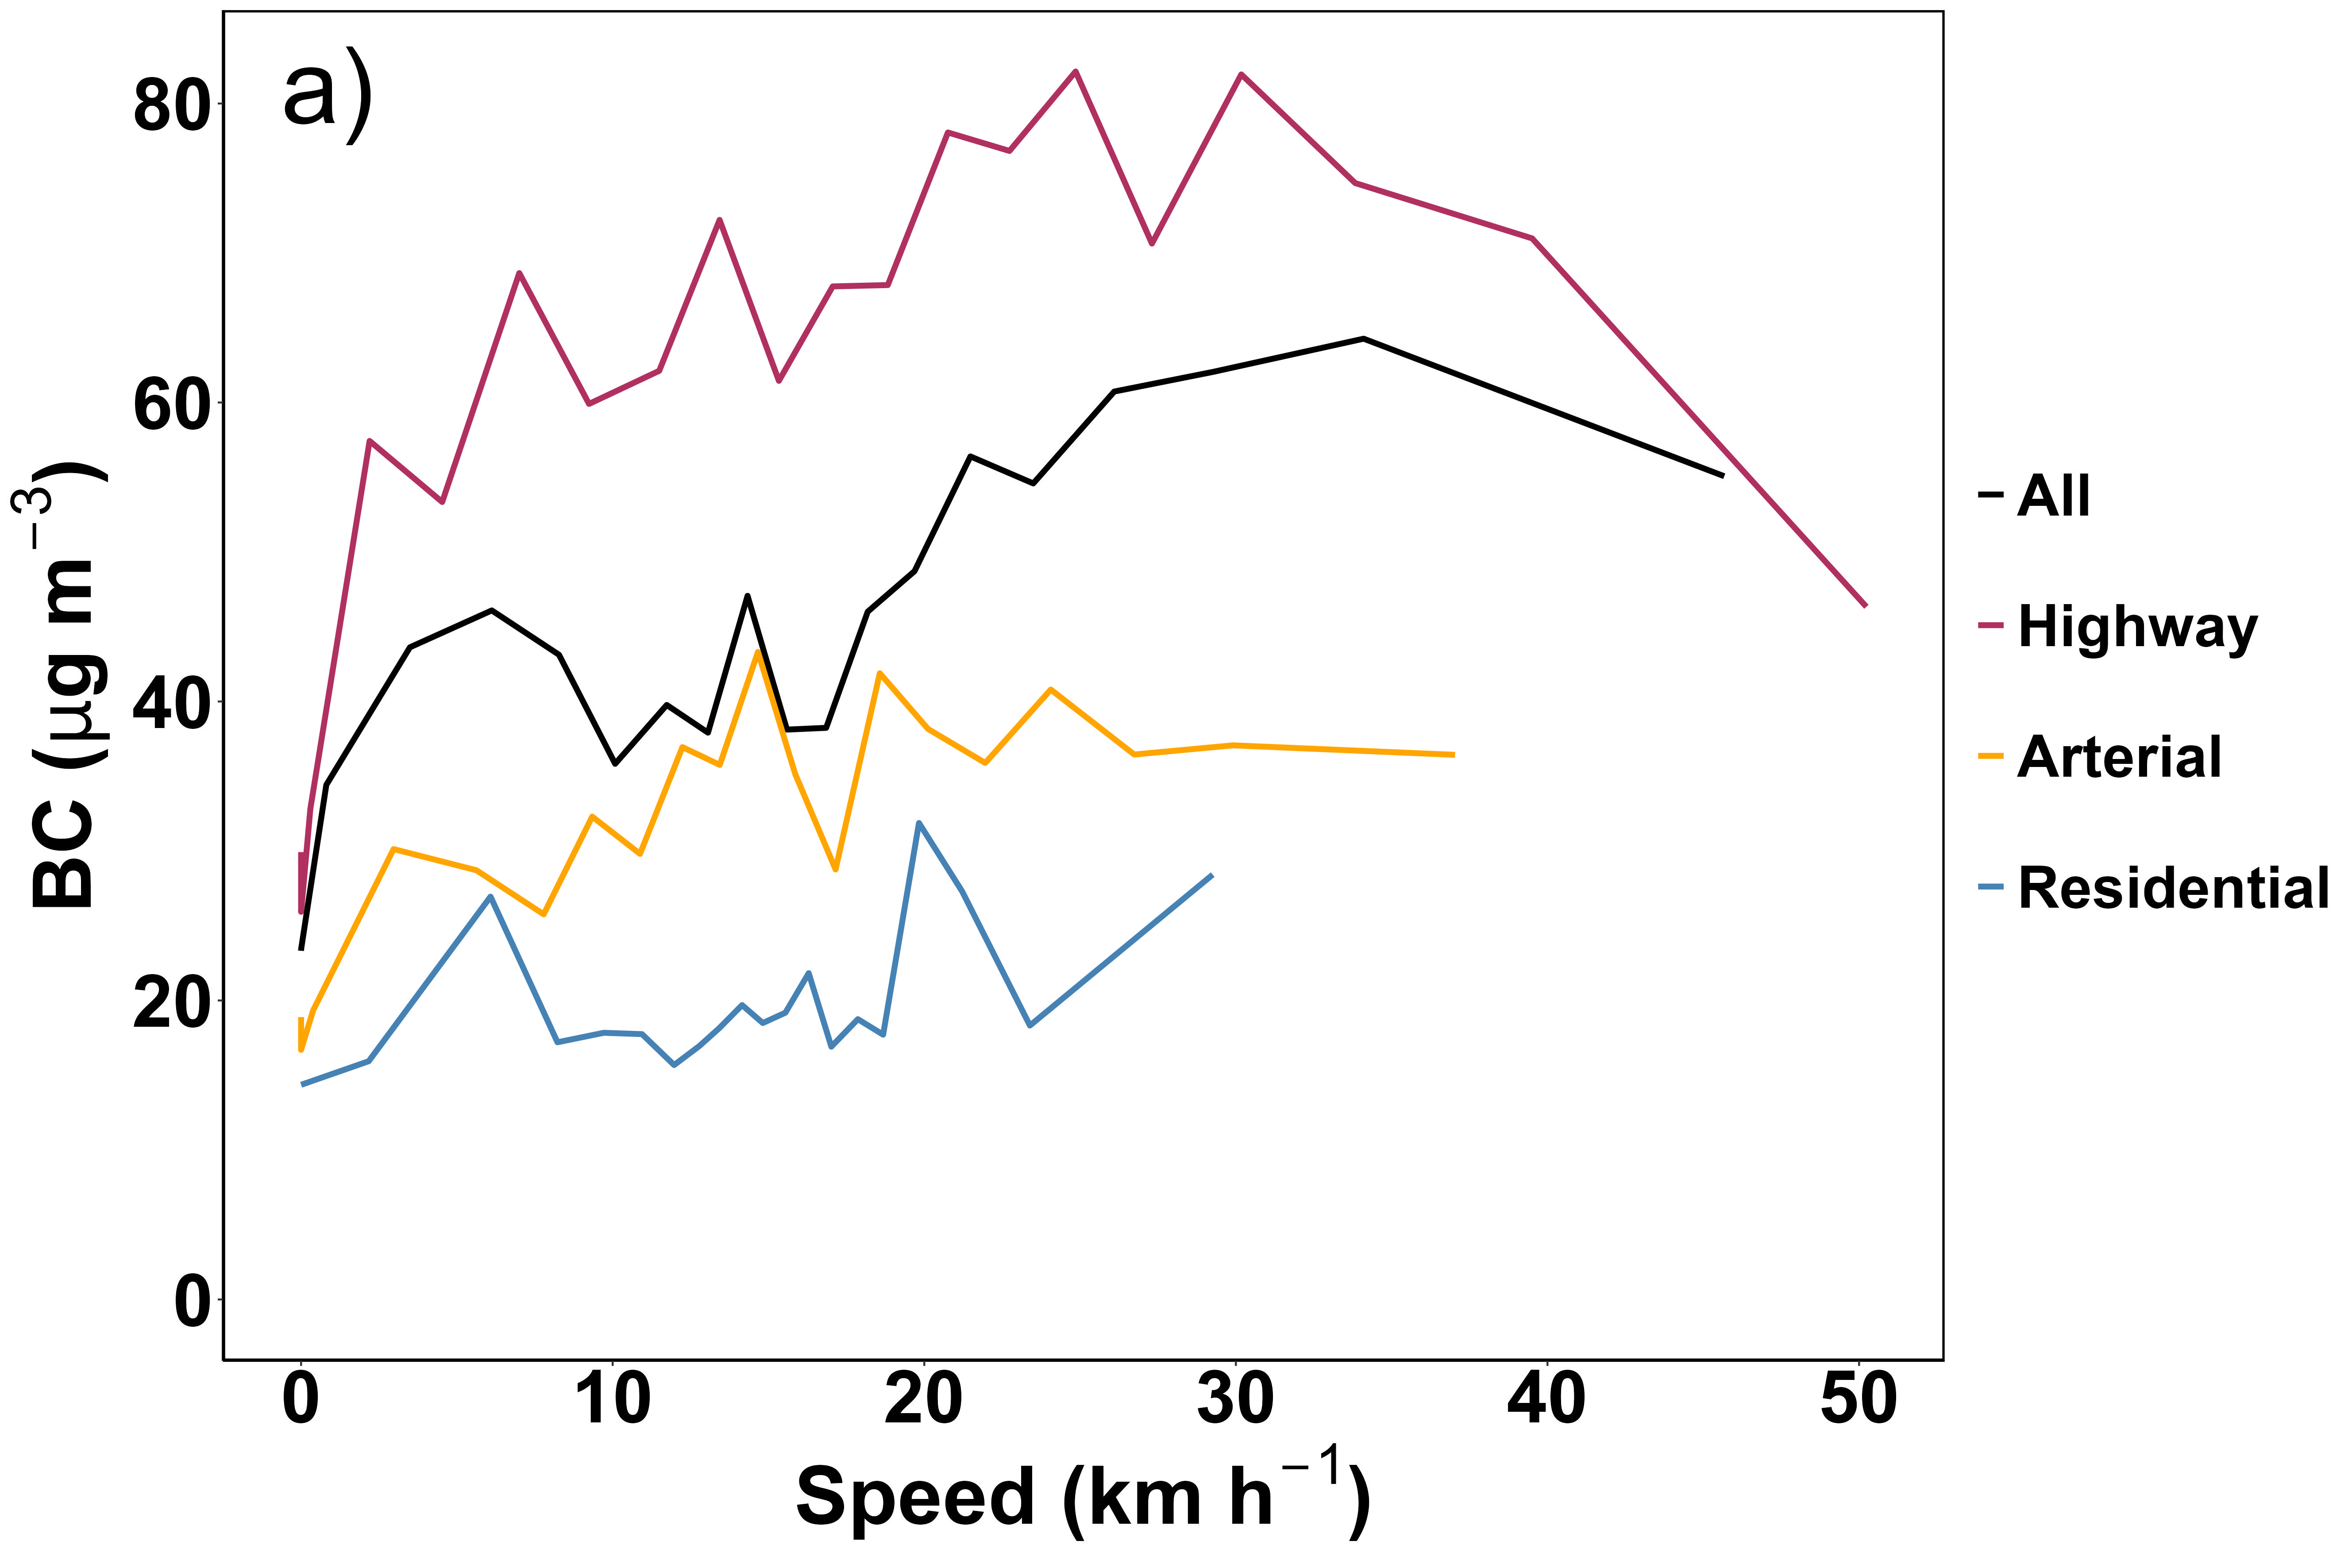 a)
80
60
40
20
0
BC (μg m⁻³)
0 10 20 30 40 50
Speed (km h⁻¹)
All
Highway
Arterial
Residential